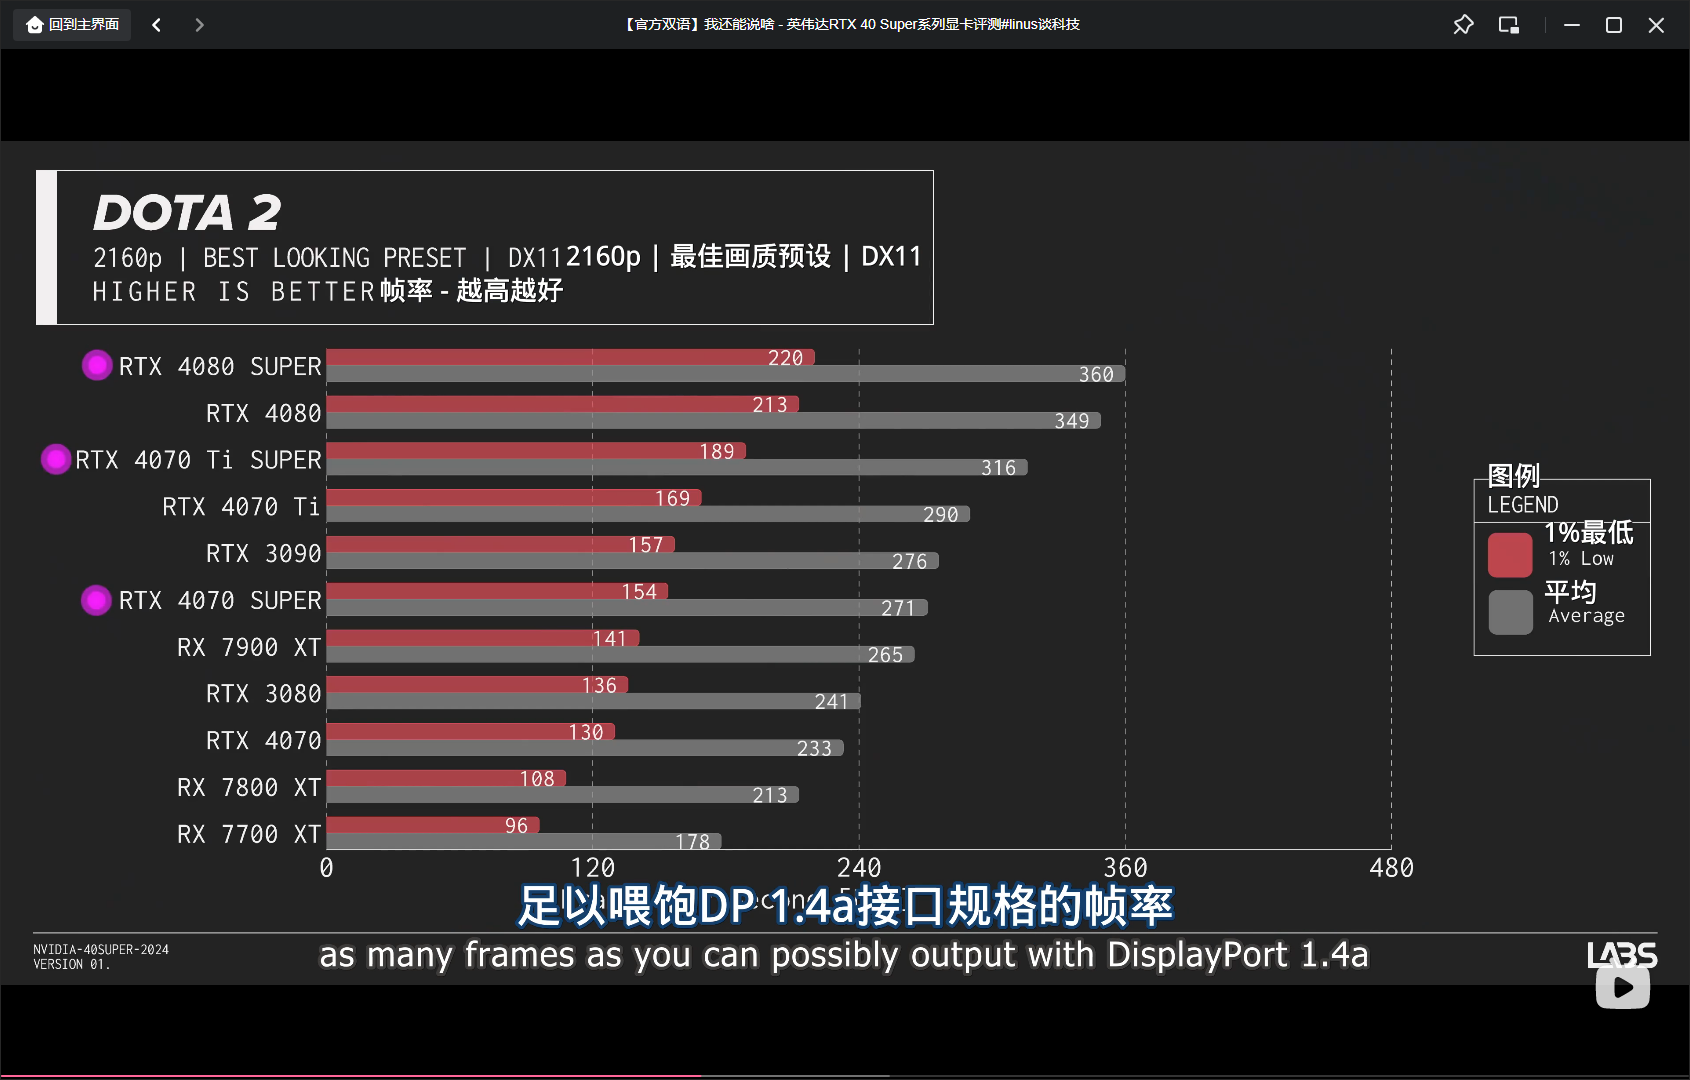 回到主界面
【官方双语】我还能说啥 - 英伟达RTX 40 Super系列显卡评测#linus谈科技
DOTA 2
2160p | BEST LOOKING PRESET | DX11 2160p | 最佳画质预设 | DX11
HIGHER IS BETTER 帧率 - 越高越好
RTX 4080 SUPER 220 360
RTX 4080 213 349
RTX 4070 Ti SUPER 189 316
RTX 4070 Ti 169 290
RTX 3090 157 276
RTX 4070 SUPER 154 271
RX 7900 XT 141 265
RTX 3080 136 241
RTX 4070 130 233
RX 7800 XT 108 213
RX 7700 XT 96 178
0 120 240 360 480
图例
LEGEND
1%最低
1% Low
平均
Average
足以喂饱DP 1.4a接口规格的帧率
as many frames as you can possibly output with DisplayPort 1.4a
NVIDIA-40SUPER-2024
VERSION 01.
LABS